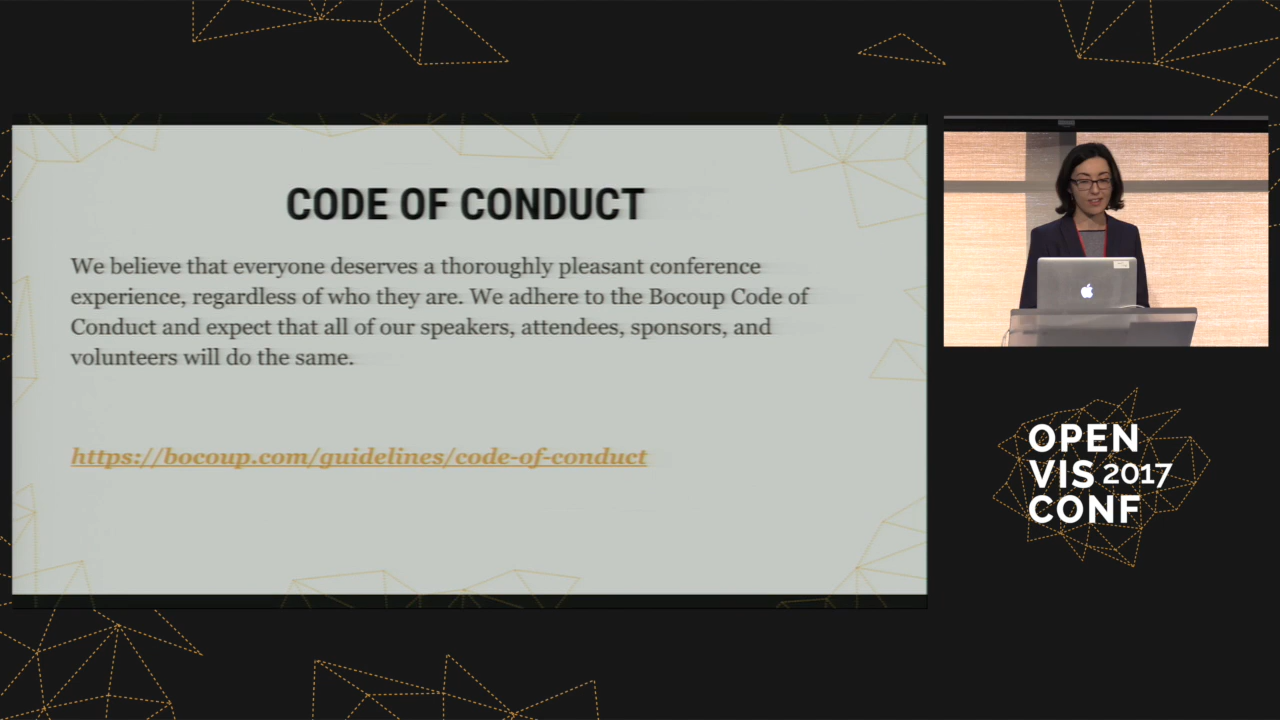 CODE OF CONDUCT
We believe that everyone deserves a thoroughly pleasant conference
experience, regardless of who they are. We adhere to the Bocoup Code of
Conduct and expect that all of our speakers, attendees, sponsors, and
volunteers will do the same.
https://bocoup.com/guidelines/code-of-conduct
OPEN
VIS 2017
CONF